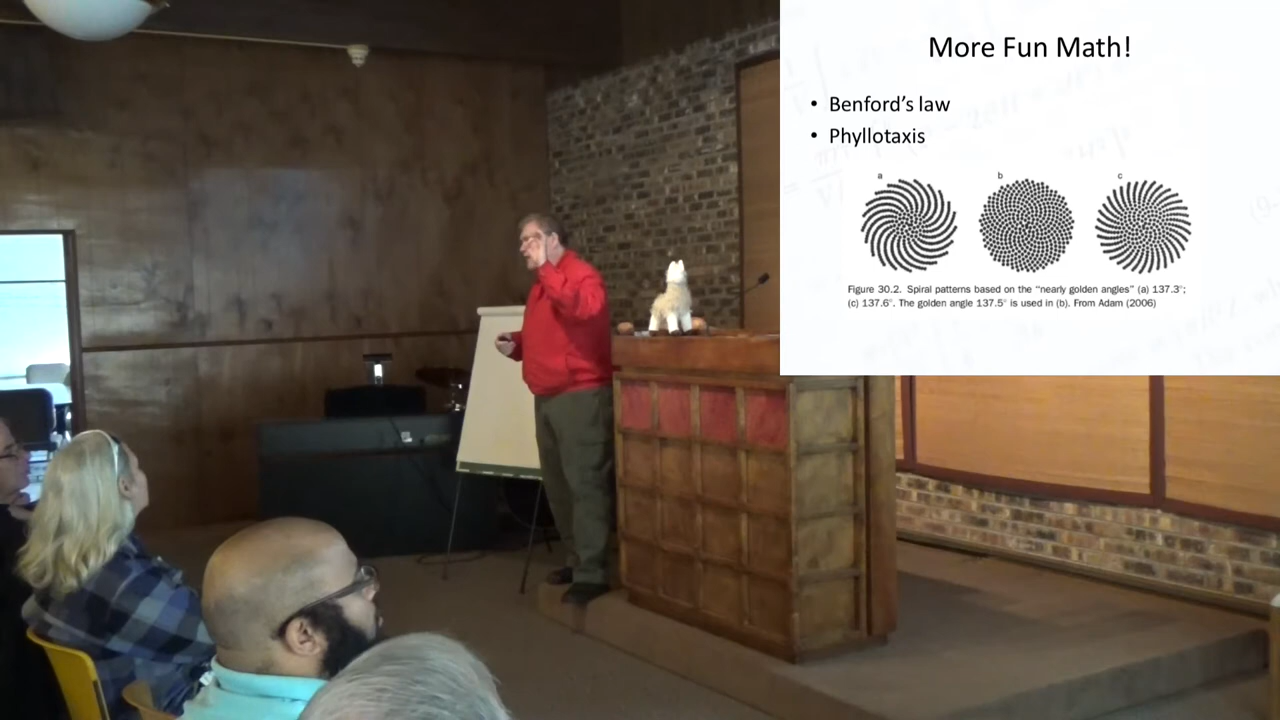 More Fun Math!
• Benford’s law
• Phyllotaxis
a b c
Figure 30.2. Spiral patterns based on the “nearly golden angles” (a) 137.3°;
(c) 137.6°. The golden angle 137.5° is used in (b). From Adam (2006)